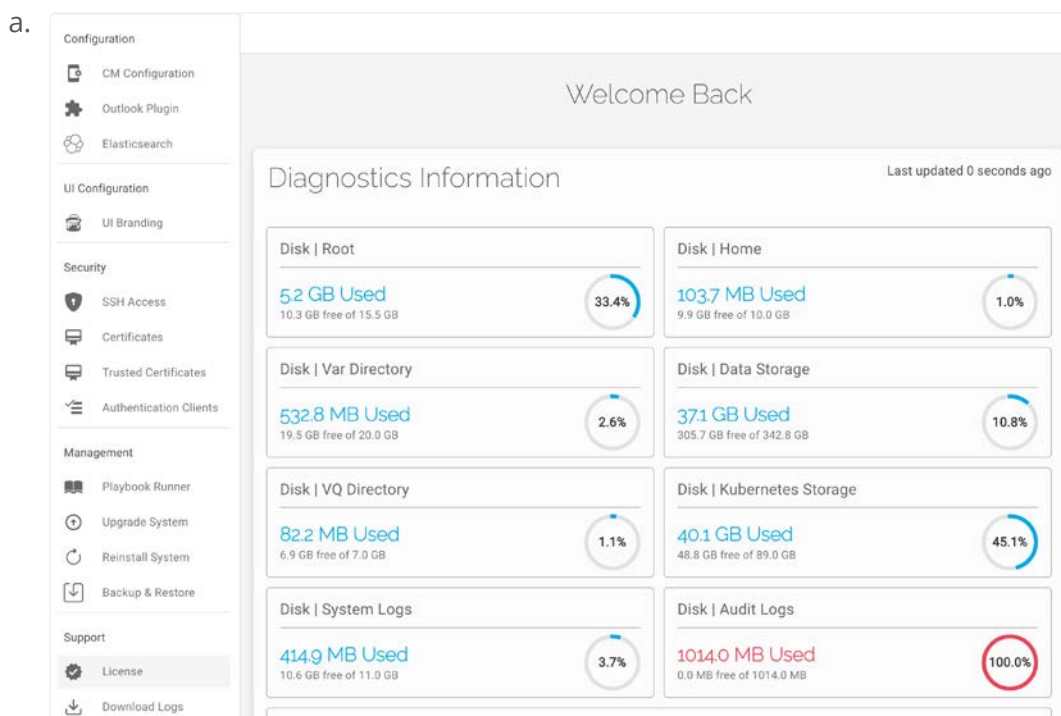 a.
Configuration
CM Configuration
Outlook Plugin
Elasticsearch
UI Configuration
UI Branding
Security
SSH Access
Certificates
Trusted Certificates
Authentication Clients
Management
Playbook Runner
Upgrade System
Reinstall System
Backup & Restore
Support
License
Download Logs
Welcome Back
Diagnostics Information
Last updated 0 seconds ago
Disk | Root
5.2 GB Used
10.3 GB free of 15.5 GB
33.4%
Disk | Home
103.7 MB Used
9.9 GB free of 10.0 GB
1.0%
Disk | Var Directory
532.8 MB Used
19.5 GB free of 20.0 GB
2.6%
Disk | Data Storage
37.1 GB Used
305.7 GB free of 342.8 GB
10.8%
Disk | VQ Directory
82.2 MB Used
6.9 GB free of 7.0 GB
1.1%
Disk | Kubernetes Storage
40.1 GB Used
48.8 GB free of 89.0 GB
45.1%
Disk | System Logs
414.9 MB Used
10.6 GB free of 11.0 GB
3.7%
Disk | Audit Logs
1014.0 MB Used
0.0 MB free of 1014.0 MB
100.0%